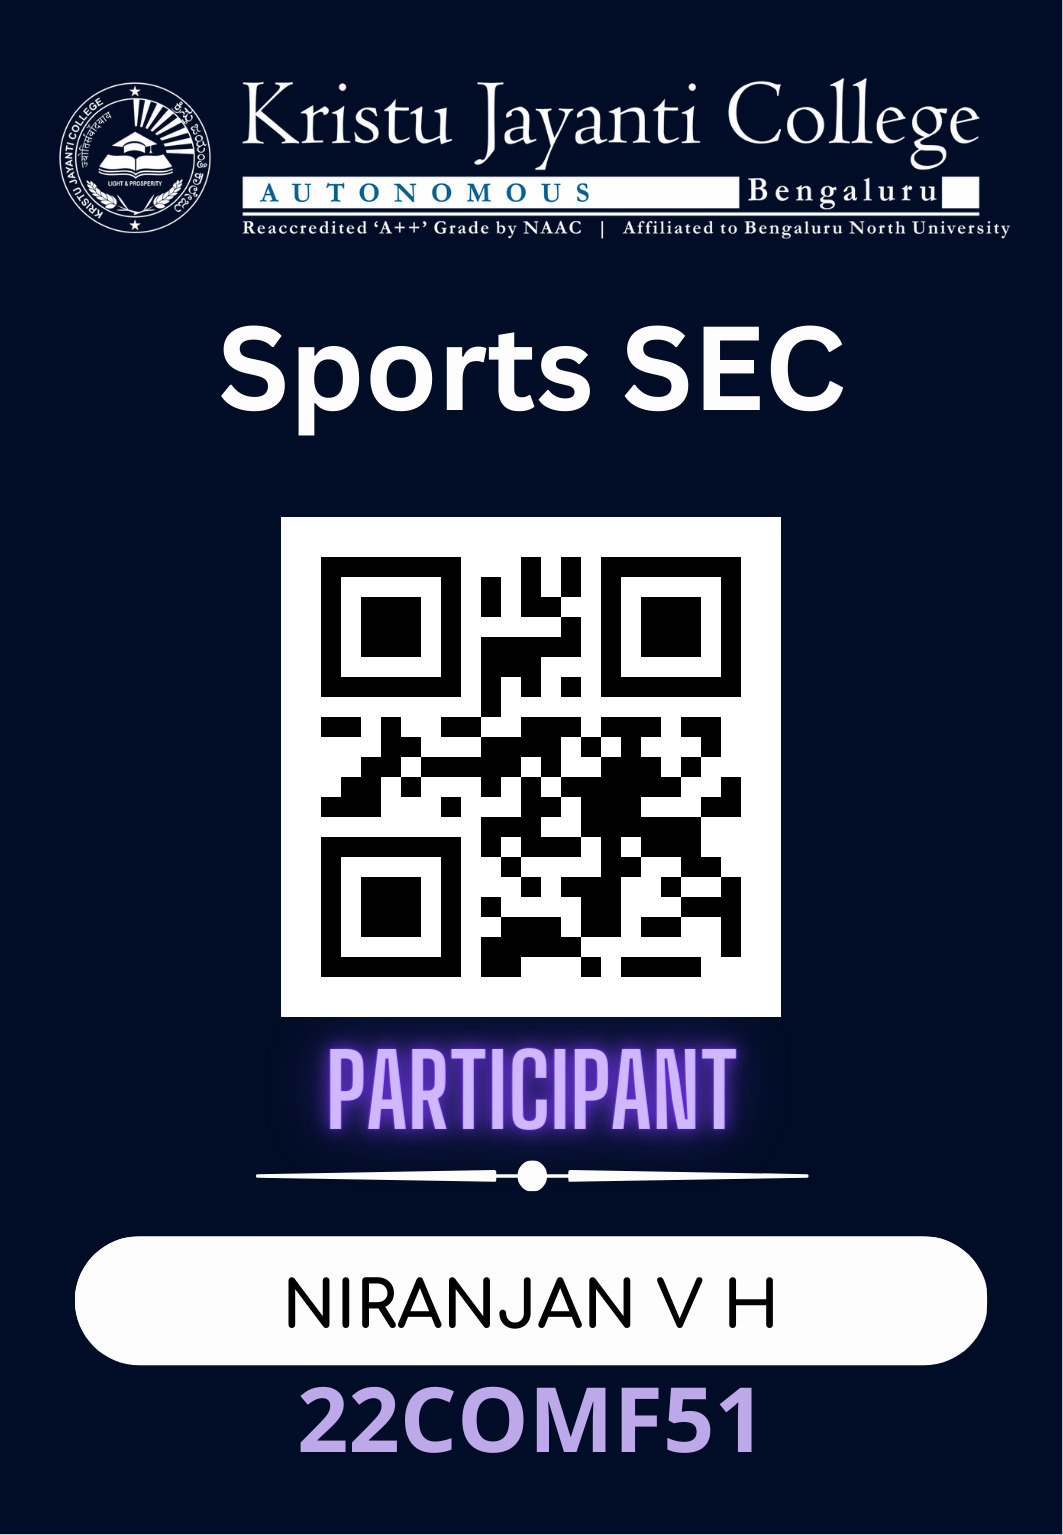 Kristu Jayanti College
AUTONOMOUS Bengaluru
Reaccredited ‘A++’ Grade by NAAC | Affiliated to Bengaluru North University
KRISTU JAYANTI COLLEGE
ಕ್ರಿಸ್ತು ಜಯಂತಿ ಕಾಲೇಜು
LIGHT & PROSPERITY
Sports SEC
PARTICIPANT
NIRANJAN V H
22COMF51